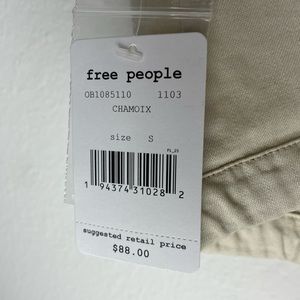 free people
OB1085110 1103
CHAMOIX
size S
1 94374 31028 2
suggested retail price
$88.00